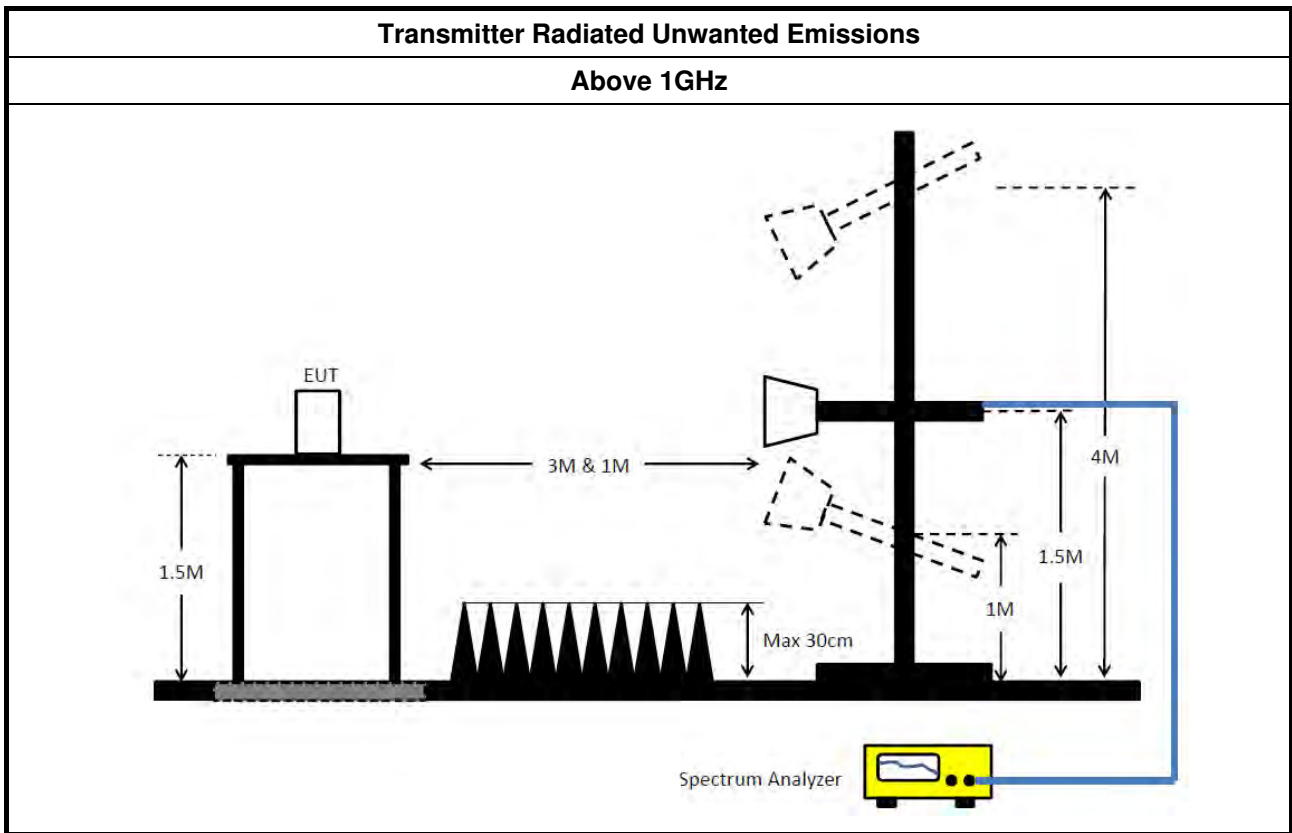 Transmitter Radiated Unwanted Emissions
Above 1GHz
EUT
3M & 1M
4M
1.5M
1.5M
1M
Max 30cm
Spectrum Analyzer